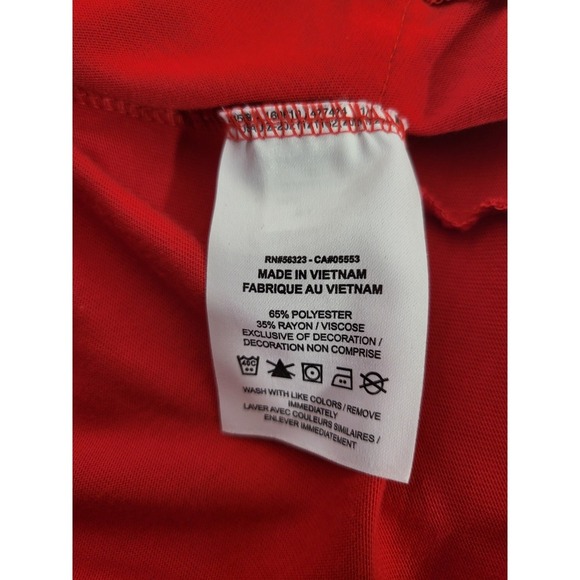 RN#56323 - CA#05553
MADE IN VIETNAM
FABRIQUE AU VIETNAM
65% POLYESTER
35% RAYON / VISCOSE
EXCLUSIVE OF DECORATION /
DECORATION NON COMPRISE
40C
WASH WITH LIKE COLORS / REMOVE
IMMEDIATELY
LAVER AVEC COULEURS SIMILAIRES /
ENLEVER IMMEDIATEMENT